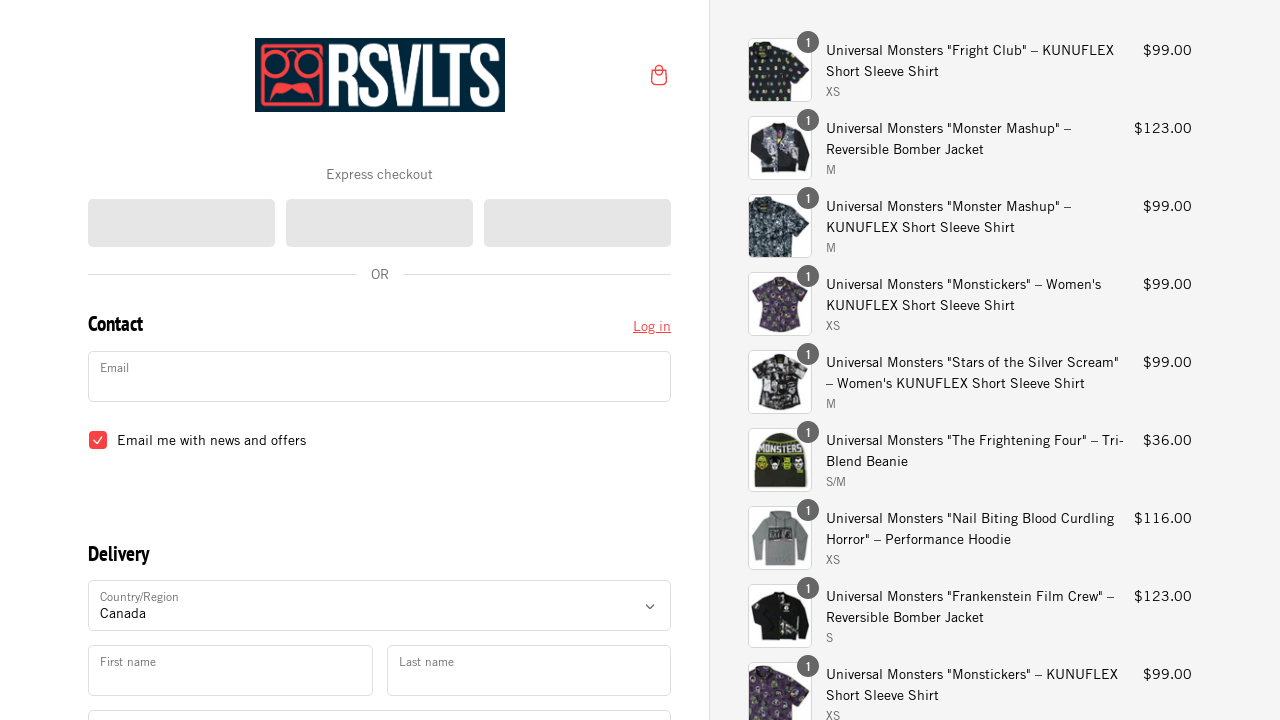 RSVLTS
Express checkout
OR
Contact
Log in
Email
Email me with news and offers
Delivery
Country/Region
Canada
First name
Last name
1
Universal Monsters "Fright Club" – KUNUFLEX
Short Sleeve Shirt
XS
$99.00
1
Universal Monsters "Monster Mashup" –
Reversible Bomber Jacket
M
$123.00
1
Universal Monsters "Monster Mashup" –
KUNUFLEX Short Sleeve Shirt
M
$99.00
1
Universal Monsters "Monstickers" – Women's
KUNUFLEX Short Sleeve Shirt
XS
$99.00
1
Universal Monsters "Stars of the Silver Scream"
– Women's KUNUFLEX Short Sleeve Shirt
M
$99.00
MONSTERS
1
Universal Monsters "The Frightening Hour" – Tri-
Blend Beanie
S/M
$36.00
1
Universal Monsters "Nail Biting Blood Curdling
Horror" – Performance Hoodie
XS
$116.00
1
Universal Monsters "Frankenstein Film Crew" –
Reversible Bomber Jacket
S
$123.00
1
Universal Monsters "Monstickers" – KUNUFLEX
Short Sleeve Shirt
XS
$99.00